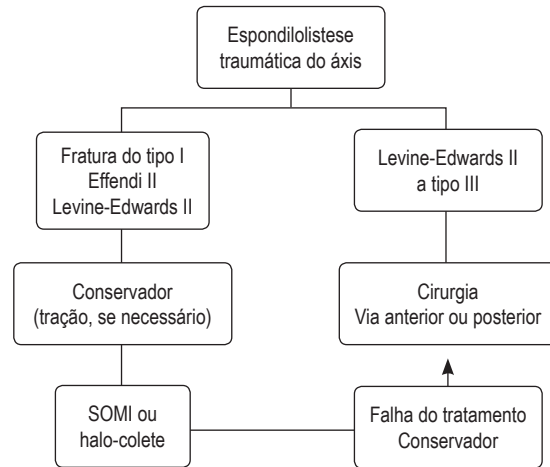 Espondilolistese
traumática do áxis
Fratura do tipo I
Effendi II
Levine-Edwards II
Levine-Edwards II
a tipo III
Conservador
(tração, se necessário)
Cirurgia
Via anterior ou posterior
SOMI ou
halo-colete
Falha do tratamento
Conservador